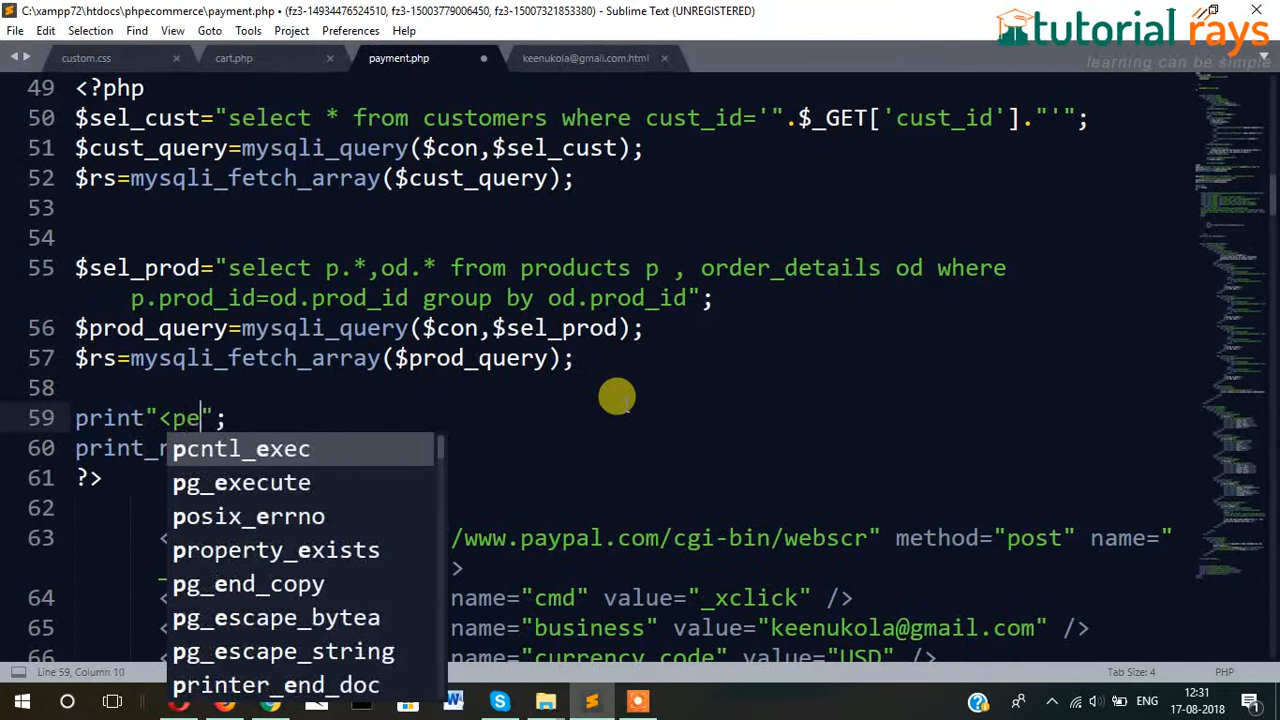 C:\xampp72\htdocs\phpecommerce\payment.php • (fz3-14934476524510, fz3-15003379006450, fz3-15007321853380) - Sublime Text (UNREGISTERED)
File Edit Selection Find View Goto Tools Project Preferences Help
tutorial rays
learning can be simple
custom.css
cart.php
payment.php
keenukola@gmail.com.html
49 <?php
50 $sel_cust="select * from customers where cust_id='".$_GET['cust_id']."'";
51 $cust_query=mysqli_query($con,$sel_cust);
52 $rs=mysqli_fetch_array($cust_query);
53
54
55 $sel_prod="select p.*,od.* from products p , order_details od where
p.prod_id=od.prod_id group by od.prod_id";
56 $prod_query=mysqli_query($con,$sel_prod);
57 $rs=mysqli_fetch_array($prod_query);
58
59 print"<pe";
60 print_
pcntl_exec
61 ?>
pg_execute
62
posix_errno
63 < /www.paypal.com/cgi-bin/webscr" method="post" name="
property_exists
_ >
pg_end_copy
64 < name="cmd" value="_xclick" />
pg_escape_bytea
65 < name="business" value="keenukola@gmail.com" />
pg_escape_string
66 < name="currency_code" value="USD" />
printer_end_doc
Line 59, Column 10
Tab Size: 4
PHP
ENG
12:31
17-08-2018